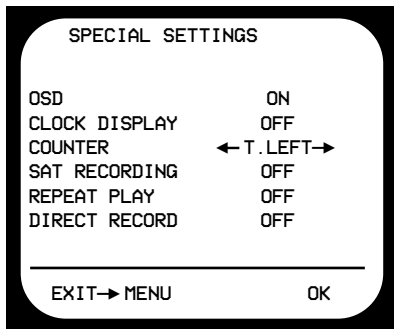 SPECIAL SETTINGS
OSD ON
CLOCK DISPLAY OFF
COUNTER ←T.LEFT→
SAT RECORDING OFF
REPEAT PLAY OFF
DIRECT RECORD OFF
EXIT→MENU OK